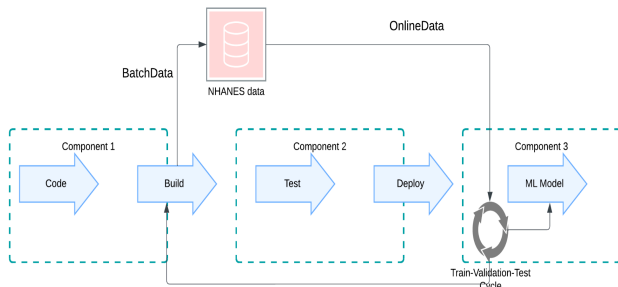 OnlineData
BatchData
NHANES data
Component 1
Component 2
Component 3
Code
Build
Test
Deploy
ML Model
Train-Validation-Test
Cycle